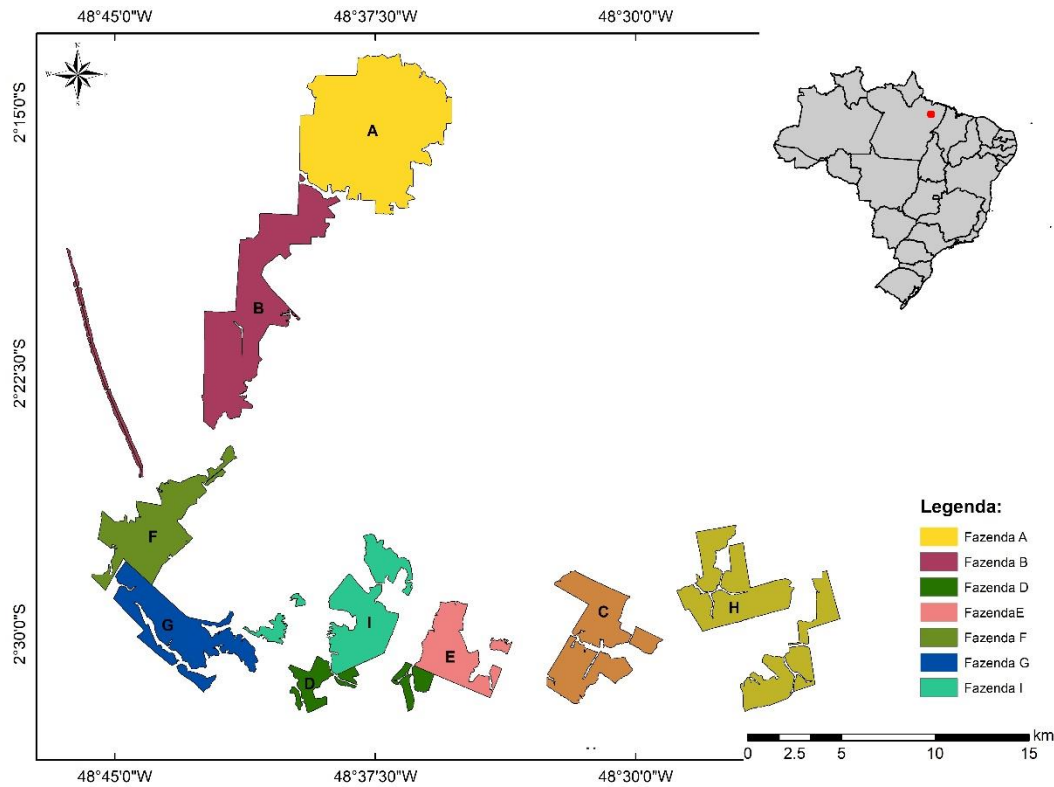 48°45'0"W 48°37'30"W 48°30'0"W
N
W
S
2°15'0"S
2°22'30"S
2°30'0"S
A
B
F
C
H
G
I
E
D
Legenda:
Fazenda A
Fazenda B
Fazenda D
FazendaE
Fazenda F
Fazenda G
Fazenda I
km
0 2.5 5 10 15
48°45'0"W 48°37'30"W 48°30'0"W